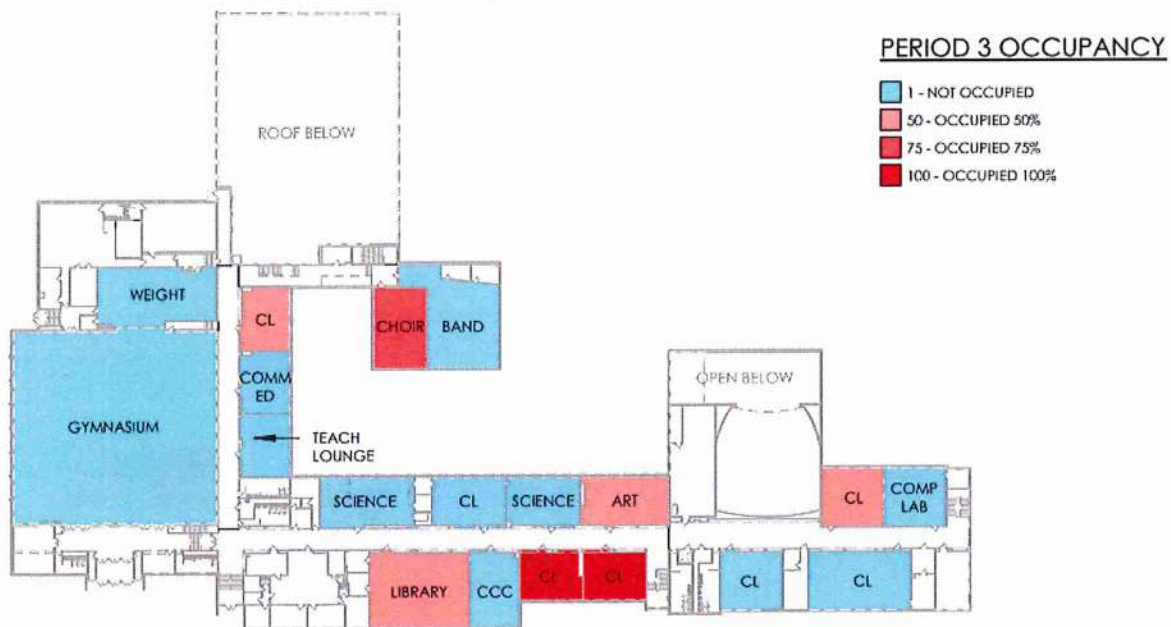 PERIOD 3 OCCUPANCY
1 - NOT OCCUPIED
50 - OCCUPIED 50%
75 - OCCUPIED 75%
100 - OCCUPIED 100%
ROOF BELOW
WEIGHT
CL
CHOIR
BAND
COMM
ED
OPEN BELOW
GYMNASIUM
TEACH
LOUNGE
SCIENCE
CL
SCIENCE
ART
CL
COMP
LAB
LIBRARY
CCC
CL
CL
CL
CL